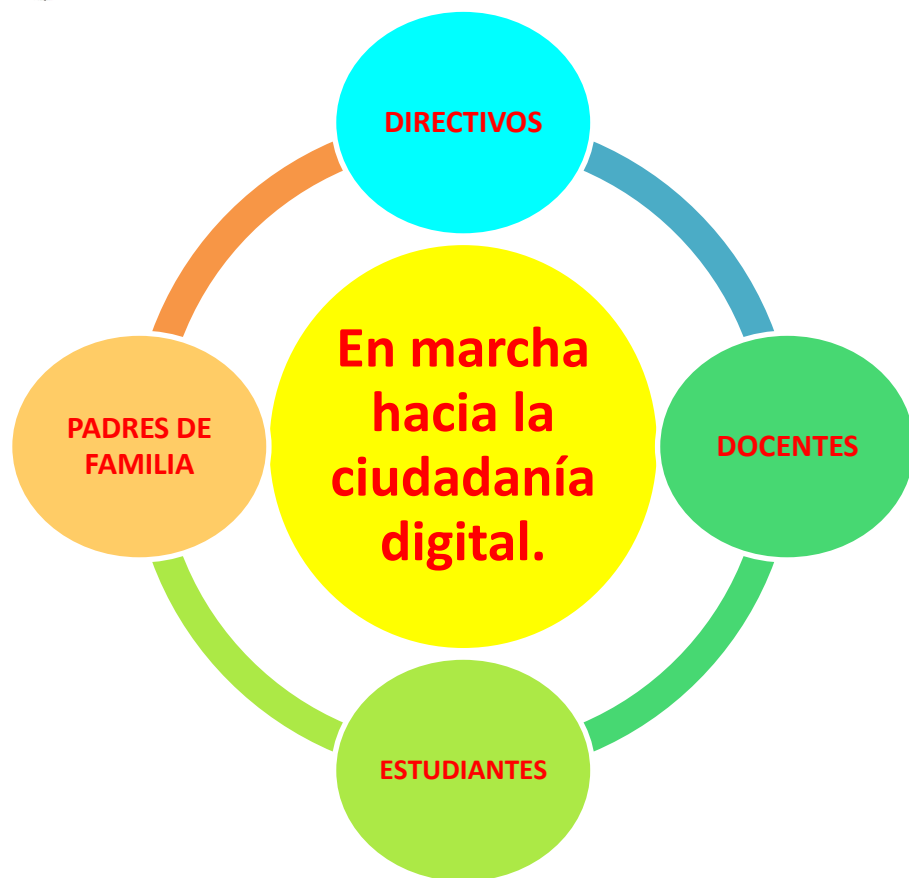 DIRECTIVOS
En marcha
hacia la
ciudadanía
digital.
PADRES DE
FAMILIA
DOCENTES
ESTUDIANTES